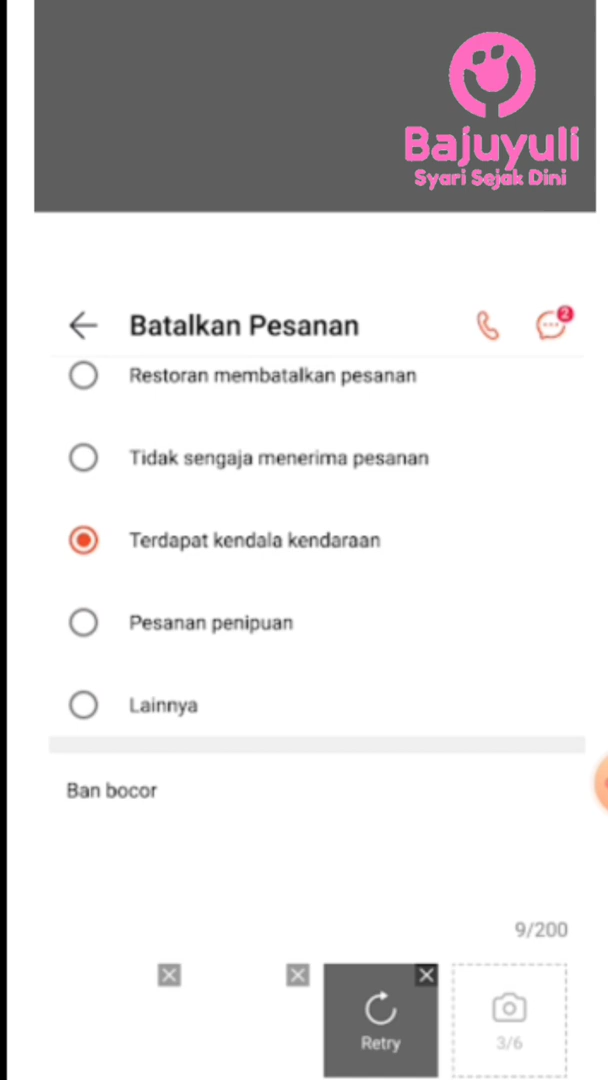 Bajuyuli
Syari Sejak Dini
Batalkan Pesanan
2
Restoran membatalkan pesanan
Tidak sengaja menerima pesanan
Terdapat kendala kendaraan
Pesanan penipuan
Lainnya
Ban bocor
9/200
Retry
3/6